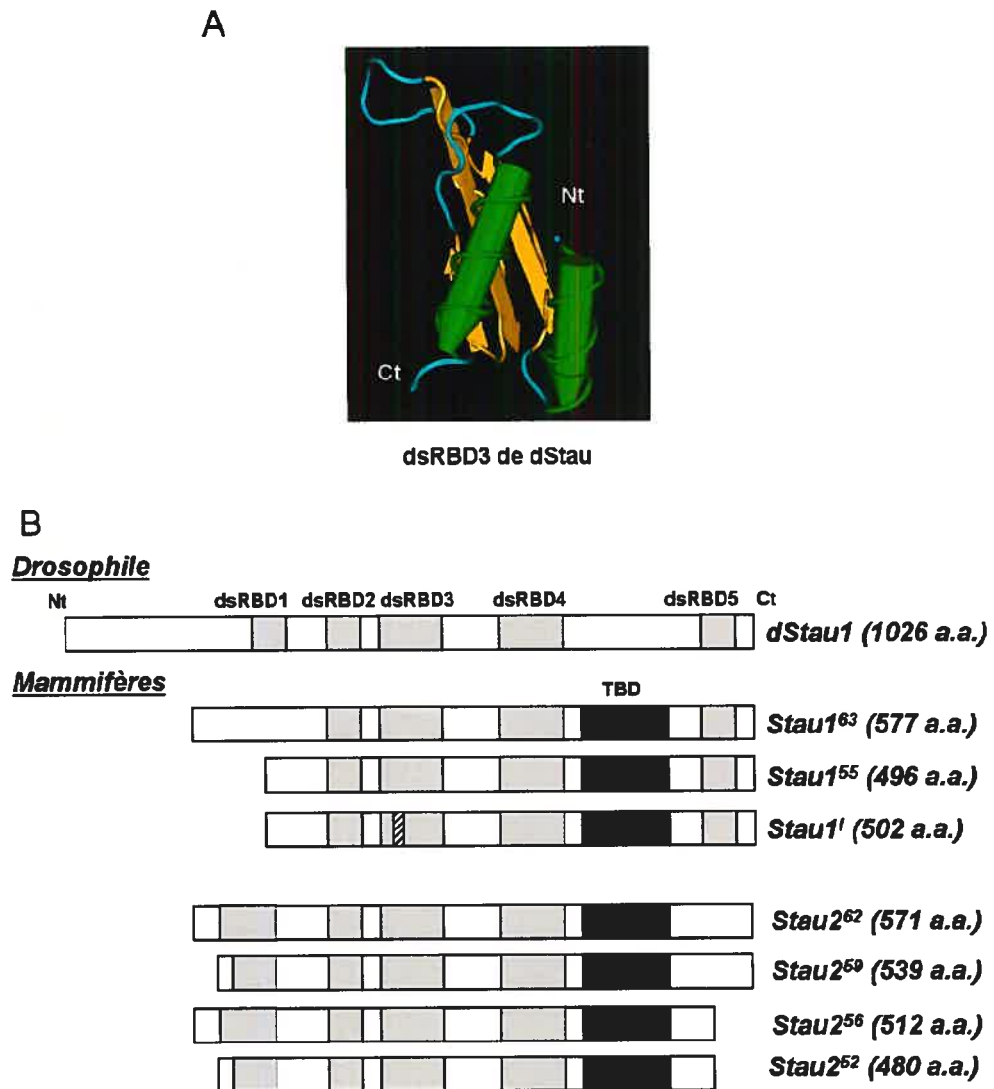 A
Nt
Ct
dsRBD3 de dStau
B
Drosophile
Nt dsRBD1 dsRBD2 dsRBD3 dsRBD4 dsRBD5 Ct
dStau1 (1026 a.a.)
Mammifères
TBD
Stau1⁶³ (577 a.a.)
Stau1⁵⁵ (496 a.a.)
Stau1ᴵ (502 a.a.)
Stau2⁶² (571 a.a.)
Stau2⁵⁹ (539 a.a.)
Stau2⁵⁶ (512 a.a.)
Stau2⁵² (480 a.a.)